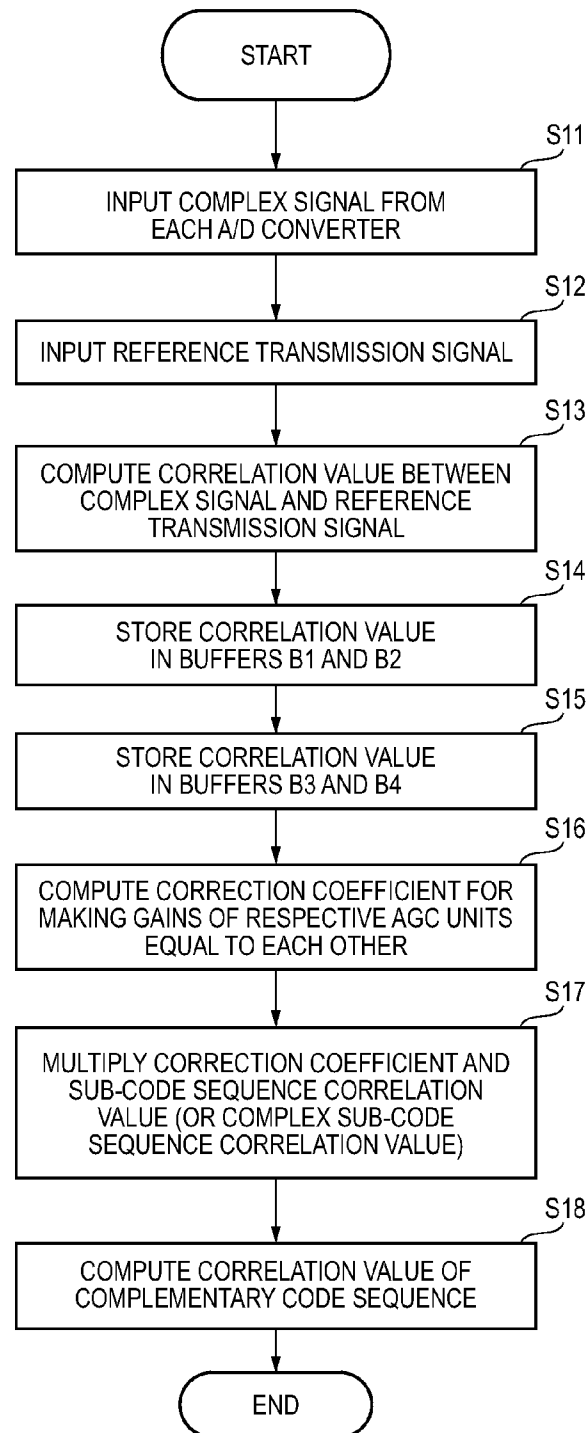 START
S11
INPUT COMPLEX SIGNAL FROM
EACH A/D CONVERTER
S12
INPUT REFERENCE TRANSMISSION SIGNAL
S13
COMPUTE CORRELATION VALUE BETWEEN
COMPLEX SIGNAL AND REFERENCE
TRANSMISSION SIGNAL
S14
STORE CORRELATION VALUE
IN BUFFERS B1 AND B2
S15
STORE CORRELATION VALUE
IN BUFFERS B3 AND B4
S16
COMPUTE CORRECTION COEFFICIENT FOR
MAKING GAINS OF RESPECTIVE AGC UNITS
EQUAL TO EACH OTHER
S17
MULTIPLY CORRECTION COEFFICIENT AND
SUB-CODE SEQUENCE CORRELATION
VALUE (OR COMPLEX SUB-CODE
SEQUENCE CORRELATION VALUE)
S18
COMPUTE CORRELATION VALUE OF
COMPLEMENTARY CODE SEQUENCE
END